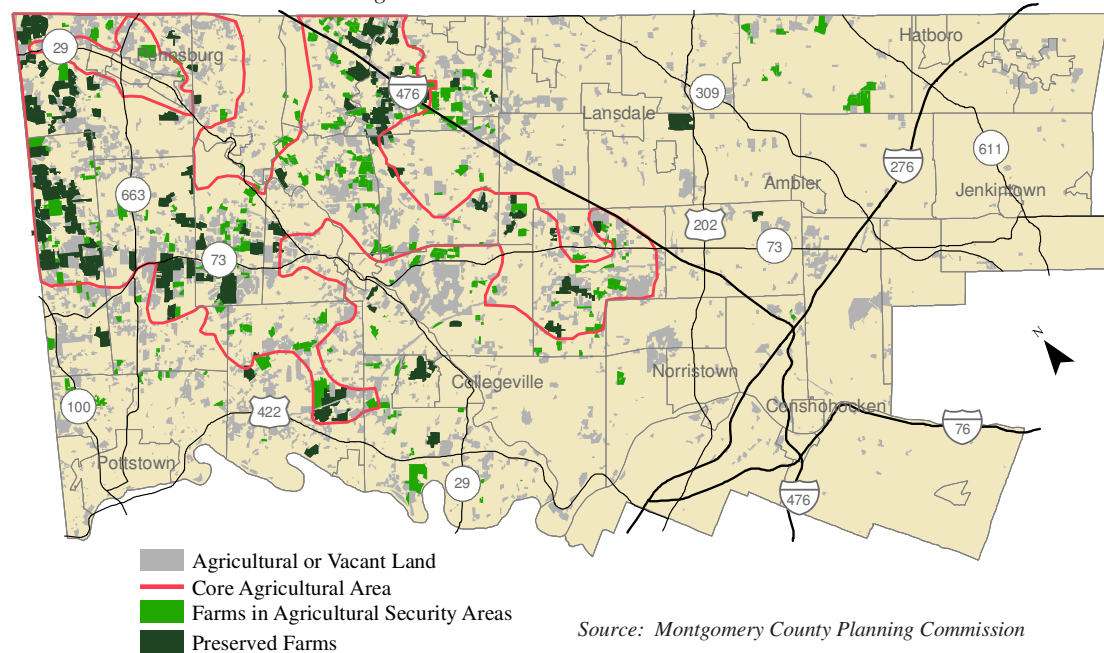 Hatboro
29
Pennsburg
476
309
Lansdale
611
276
Ambler
Jenkintown
663
202
73
73
N
Norristown
Collegeville
100
422
Conshohocken
76
Pottstown
29
476
Agricultural or Vacant Land
Core Agricultural Area
Farms in Agricultural Security Areas
Preserved Farms
Source: Montgomery County Planning Commission